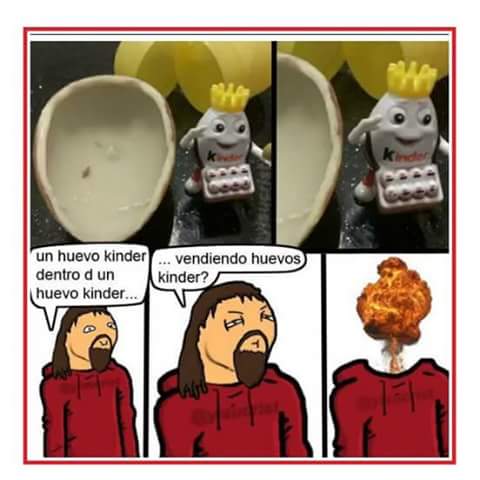 kinder
kinder
un huevo kinder
dentro d un
huevo kinder...
... vendiendo huevos
kinder?